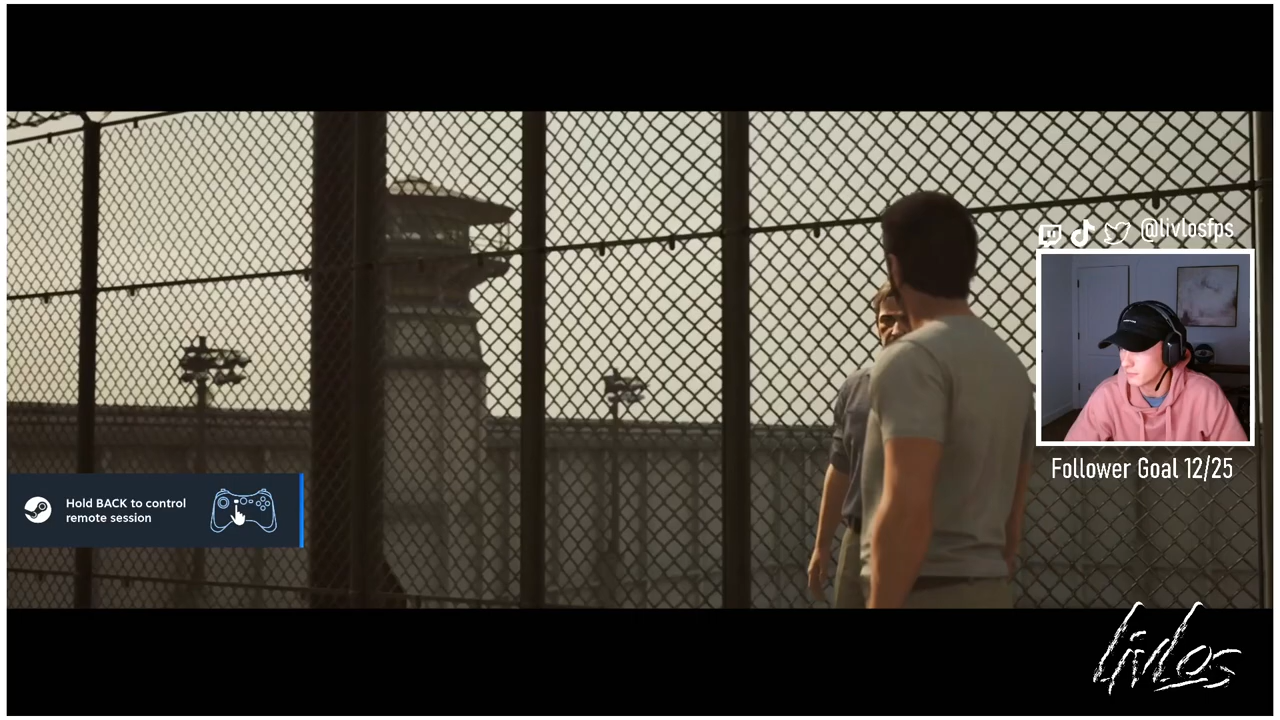 @livlosfps
Hold BACK to control
remote session
Follower Goal 12/25
livlos